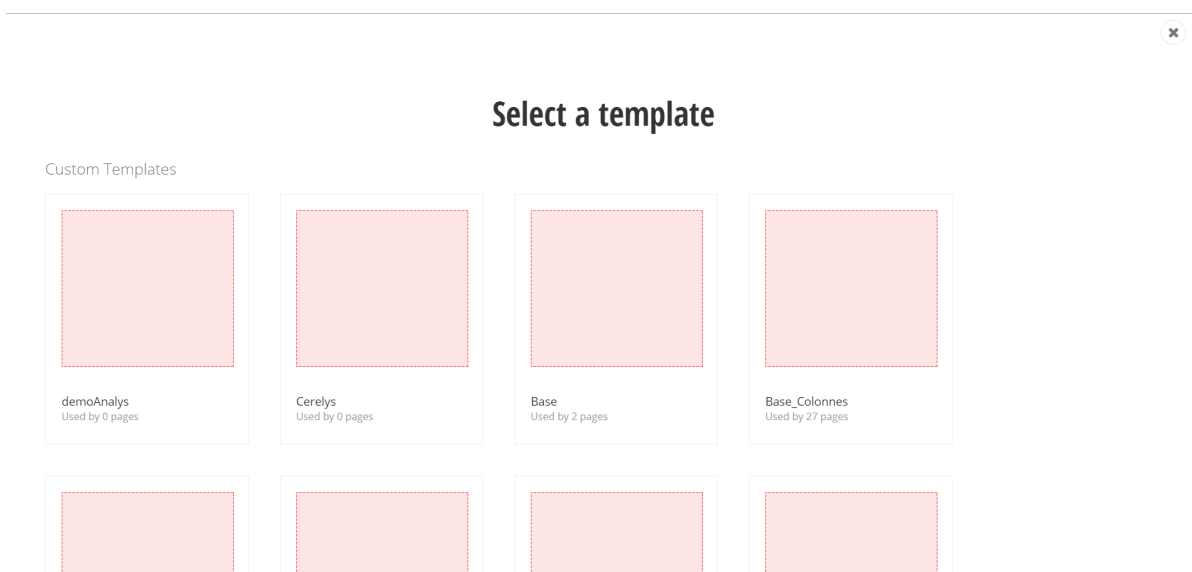 Select a template
Custom Templates
demoAnalys
Used by 0 pages
Cerelys
Used by 0 pages
Base
Used by 2 pages
Base_Colonnes
Used by 27 pages